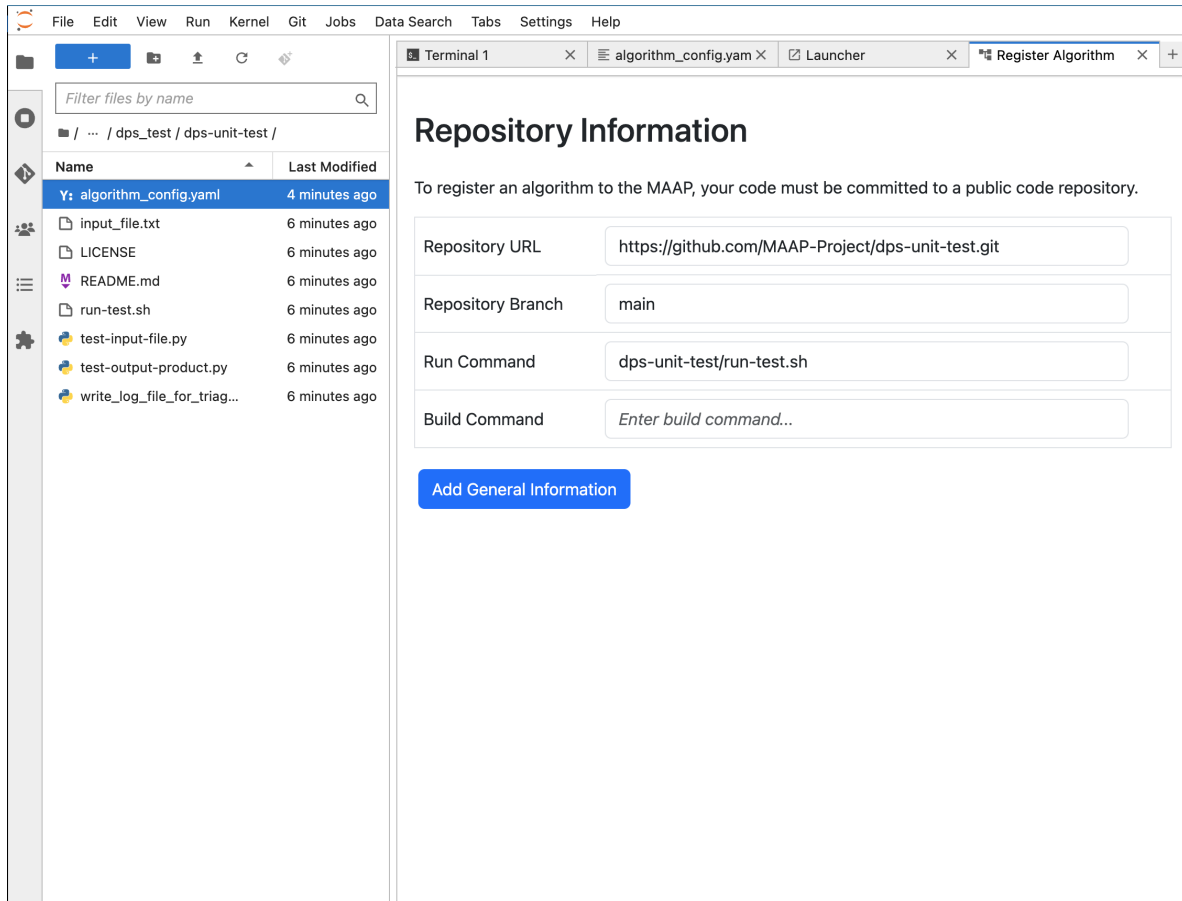 File Edit View Run Kernel Git Jobs Data Search Tabs Settings Help
+
Filter files by name
/ ··· / dps_test / dps-unit-test /
Name Last Modified
Y: algorithm_config.yaml 4 minutes ago
input_file.txt 6 minutes ago
LICENSE 6 minutes ago
M README.md 6 minutes ago
run-test.sh 6 minutes ago
test-input-file.py 6 minutes ago
test-output-product.py 6 minutes ago
write_log_file_for_triag... 6 minutes ago
Terminal 1 algorithm_config.yam Launcher Register Algorithm +
Repository Information
To register an algorithm to the MAAP, your code must be committed to a public code repository.
Repository URL https://github.com/MAAP-Project/dps-unit-test.git
Repository Branch main
Run Command dps-unit-test/run-test.sh
Build Command Enter build command...
Add General Information